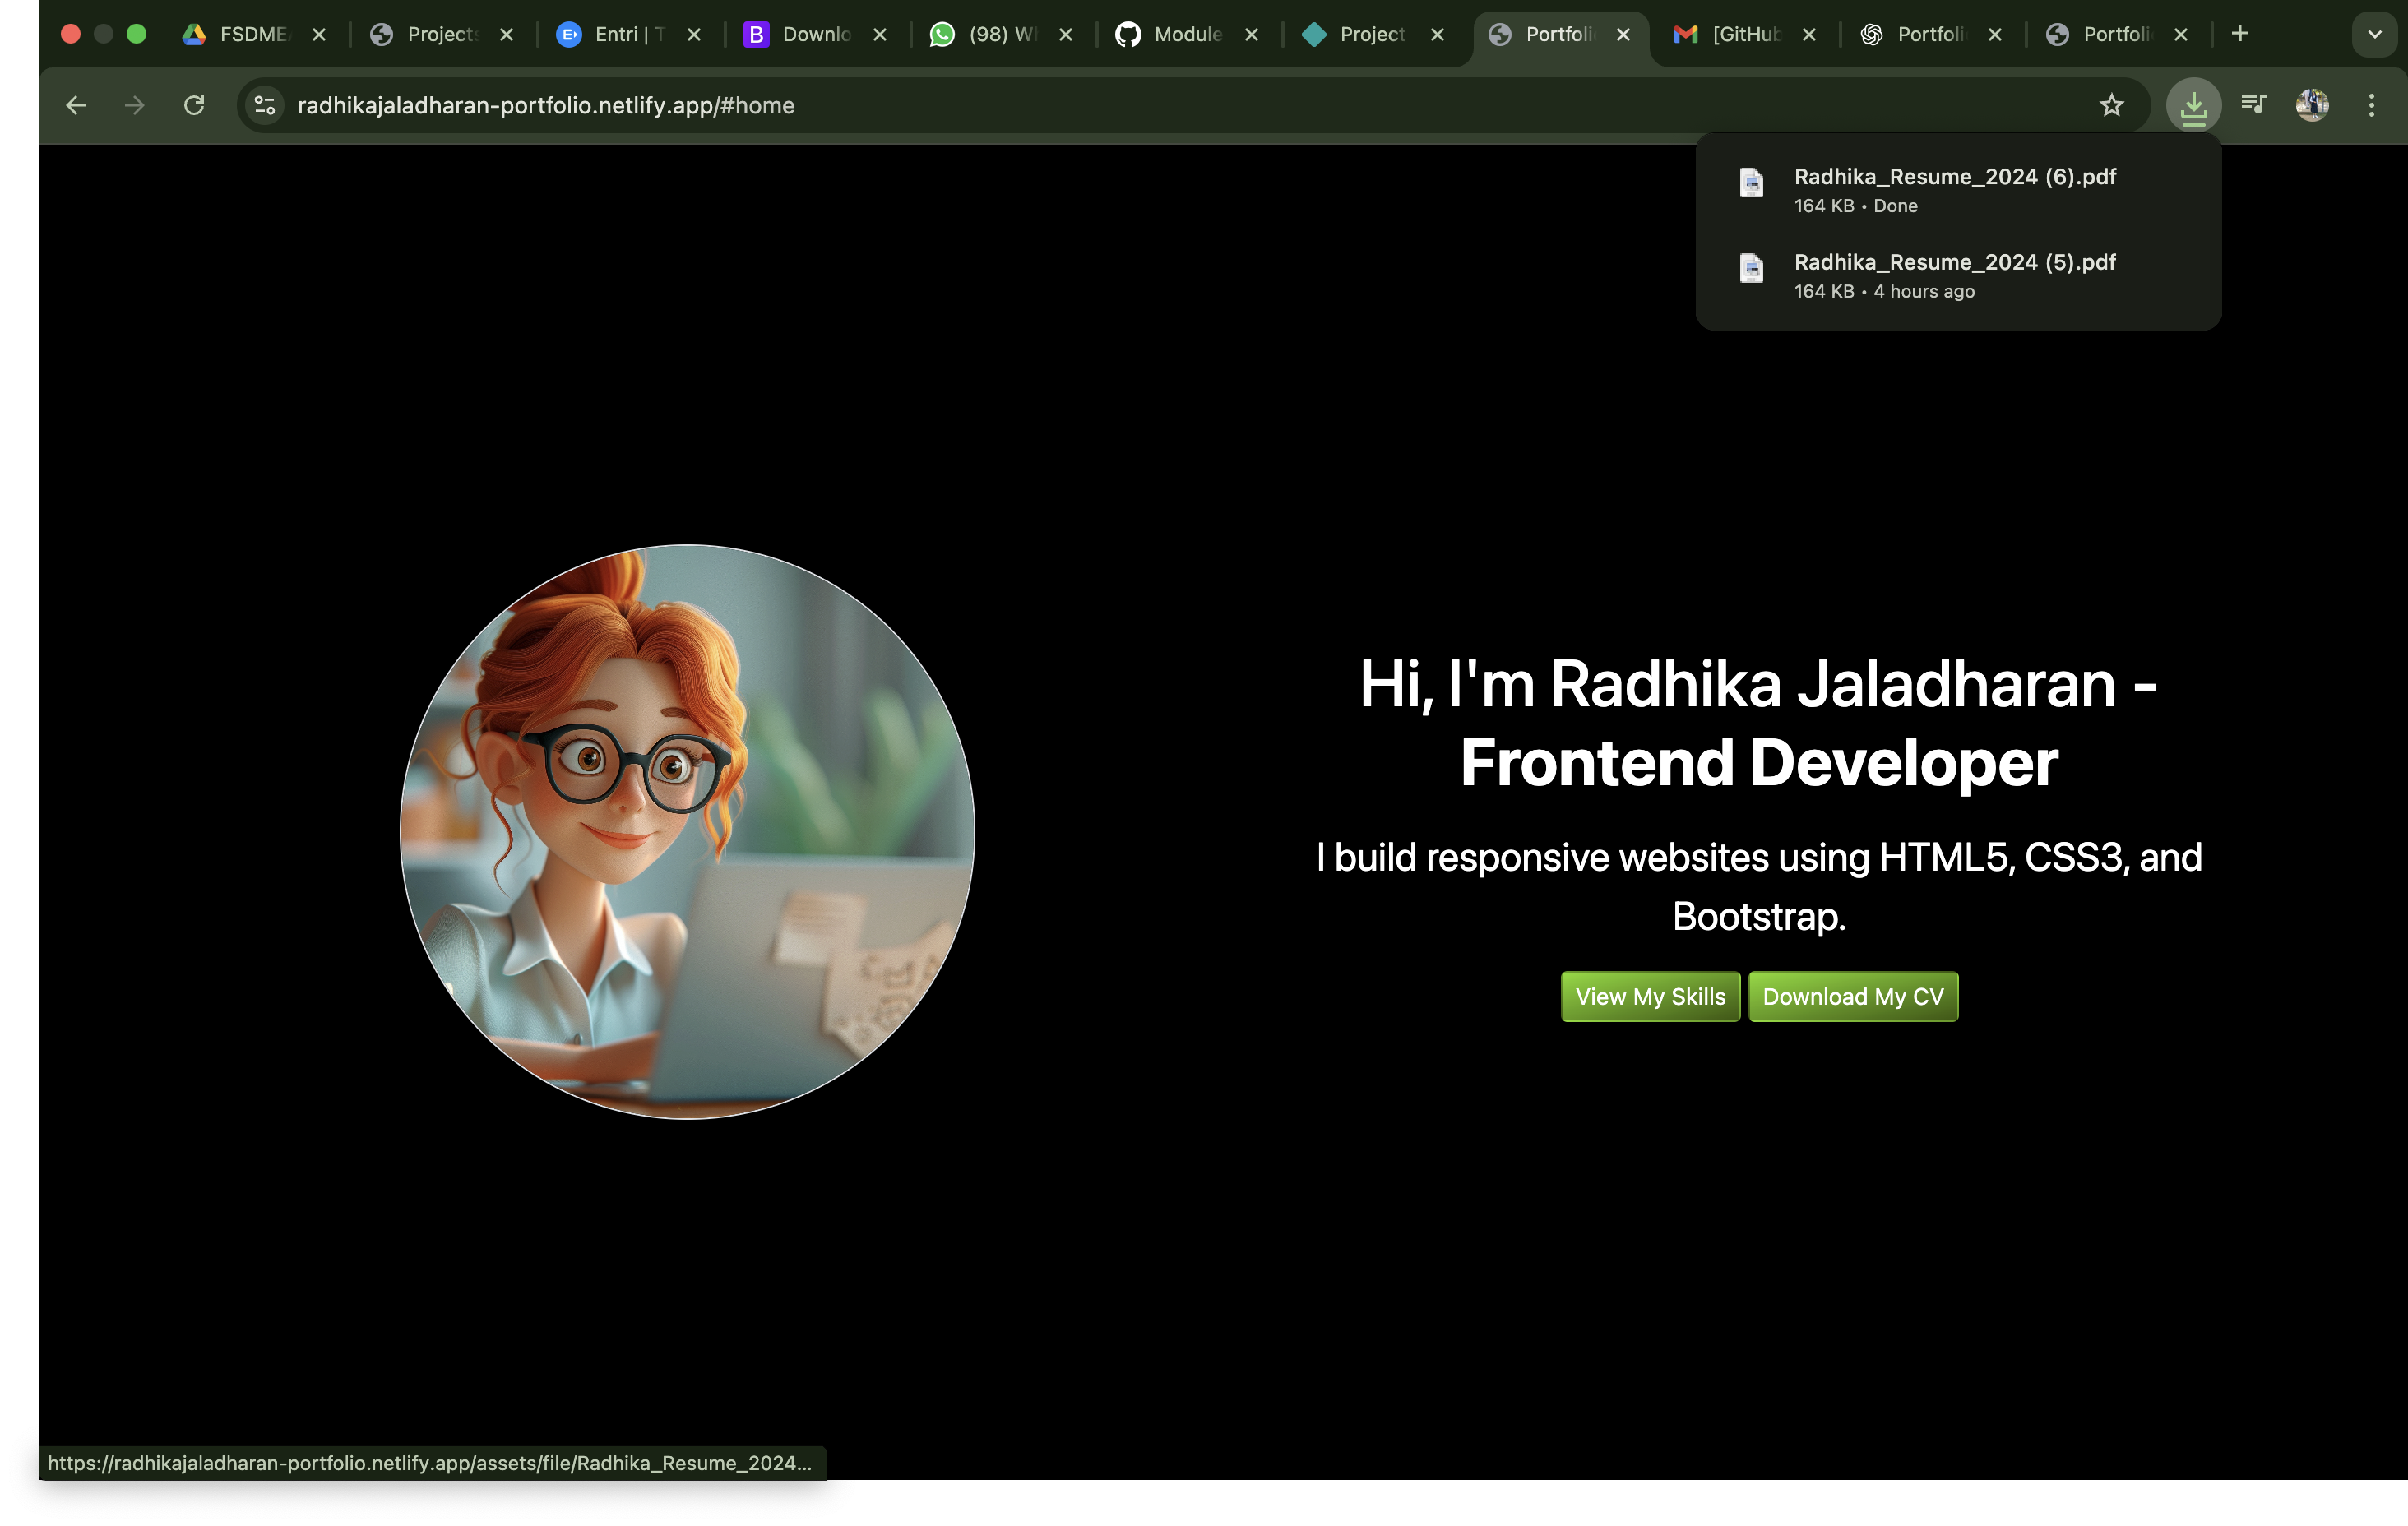 FSDME
Projects
Entri | T
B
Downlo
(98) W
Module
Project
Portfoli
[GitHub
Portfoli
Portfoli
radhikajaladharan-portfolio.netlify.app/#home
Radhika_Resume_2024 (6).pdf
164 KB • Done
Radhika_Resume_2024 (5).pdf
164 KB • 4 hours ago
Hi, I'm Radhika Jaladharan -
Frontend Developer
I build responsive websites using HTML5, CSS3, and
Bootstrap.
View My Skills
Download My CV
https://radhikajaladharan-portfolio.netlify.app/assets/file/Radhika_Resume_2024...